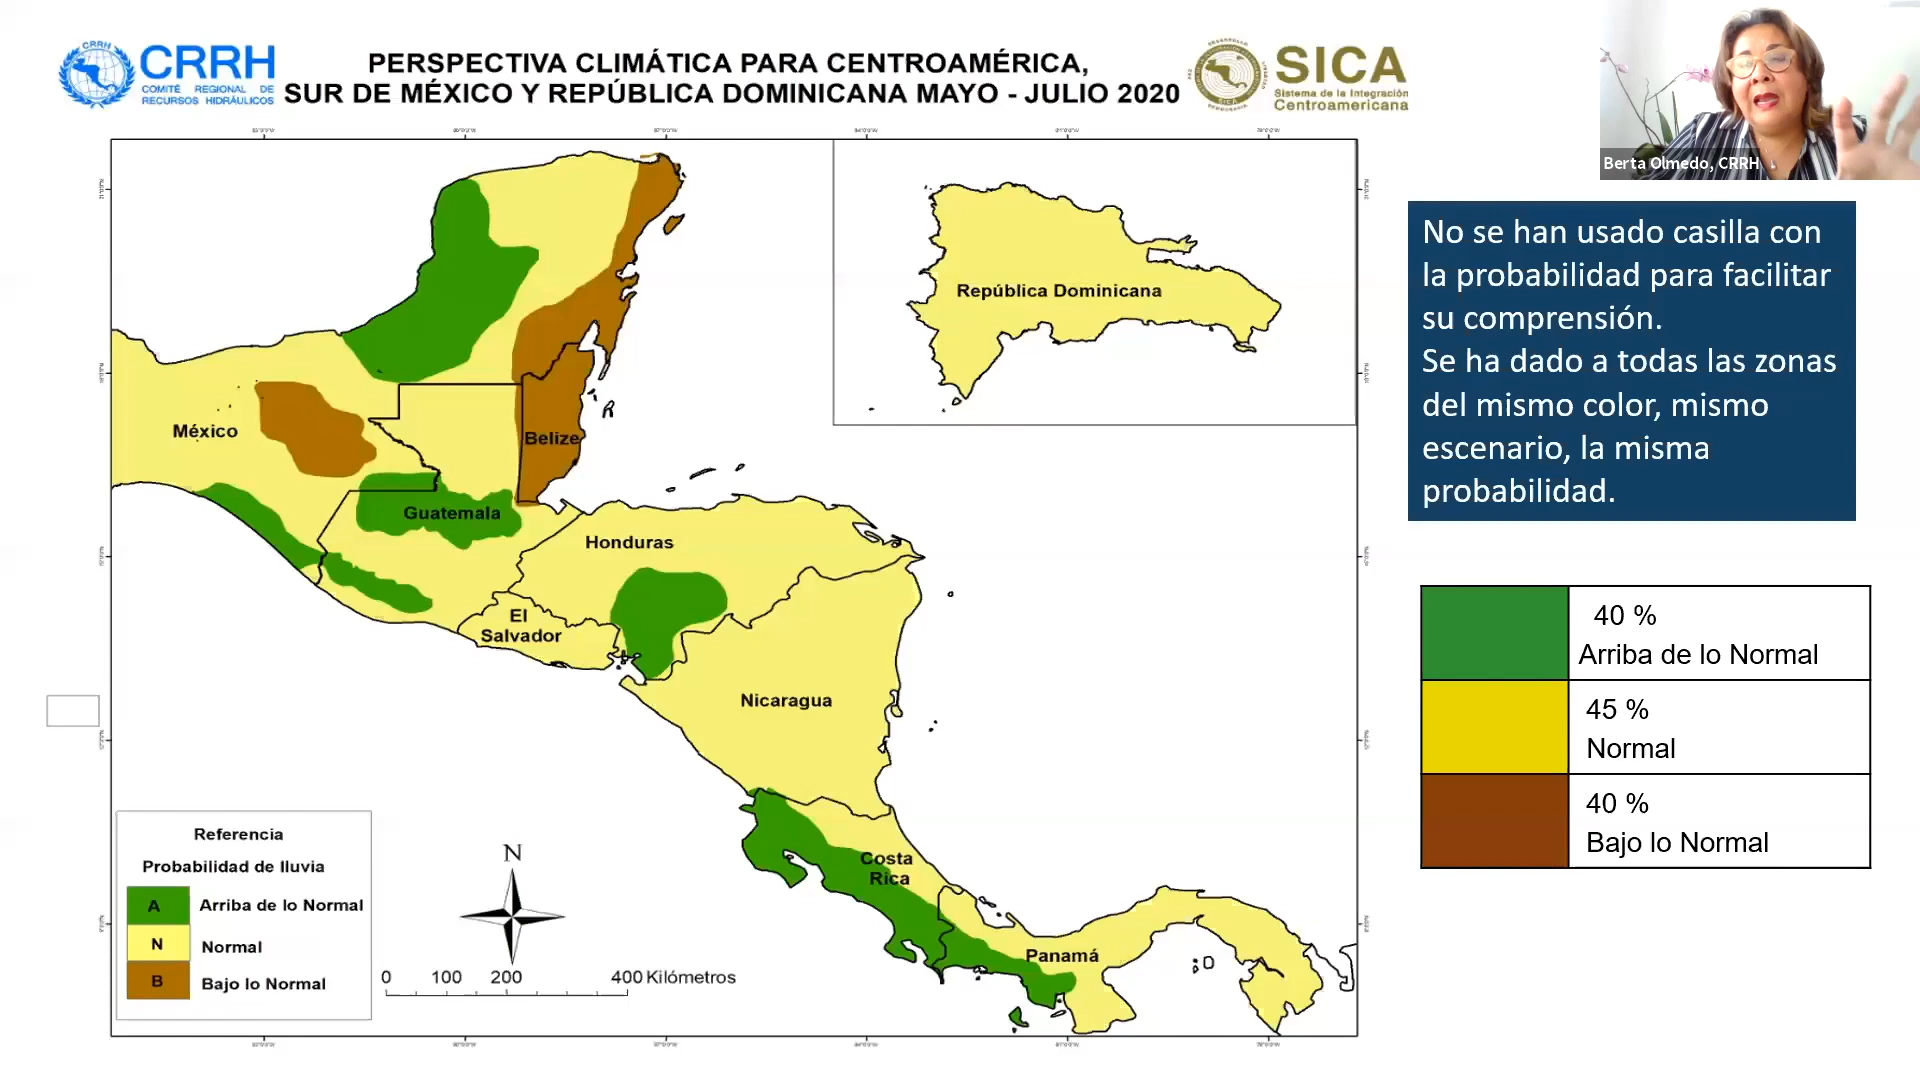 CRRH
CRRH
COMITÉ REGIONAL DE
RECURSOS HIDRÁULICOS
PERSPECTIVA CLIMÁTICA PARA CENTROAMÉRICA,
SUR DE MÉXICO Y REPÚBLICA DOMINICANA MAYO - JULIO 2020
SICA
Sistema de la Integración
Centroamericana
Berta Olmedo, CRRH
No se han usado casilla con
la probabilidad para facilitar
su comprensión.
Se ha dado a todas las zonas
del mismo color, mismo
escenario, la misma
probabilidad.
República Dominicana
México
Belize
Guatemala
Honduras
El
Salvador
Nicaragua
Costa
Rica
Panamá
40 %
Arriba de lo Normal
45 %
Normal
40 %
Bajo lo Normal
Referencia
Probabilidad de lluvia
A Arriba de lo Normal
N Normal
B Bajo lo Normal
N
0 100 200 400 Kilómetros